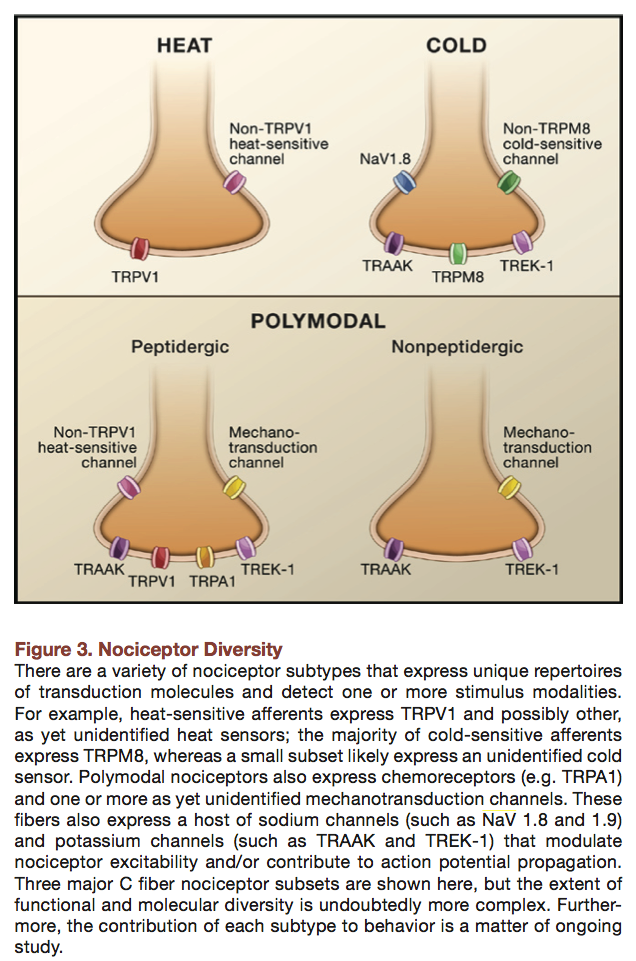 HEAT
COLD
Non-TRPV1
heat-sensitive
channel
TRPV1
NaV1.8
Non-TRPM8
cold-sensitive
channel
TRAAK
TRPM8
TREK-1
POLYMODAL
Peptidergic
Nonpeptidergic
Non-TRPV1
heat-sensitive
channel
Mechano-
transduction
channel
TRAAK
TRPV1
TRPA1
TREK-1
Mechano-
transduction
channel
TRAAK
TREK-1
Figure 3. Nociceptor Diversity
There are a variety of nociceptor subtypes that express unique repertoires
of transduction molecules and detect one or more stimulus modalities.
For example, heat-sensitive afferents express TRPV1 and possibly other,
as yet unidentified heat sensors; the majority of cold-sensitive afferents
express TRPM8, whereas a small subset likely express an unidentified cold
sensor. Polymodal nociceptors also express chemoreceptors (e.g. TRPA1)
and one or more as yet unidentified mechanotransduction channels. These
fibers also express a host of sodium channels (such as NaV 1.8 and 1.9)
and potassium channels (such as TRAAK and TREK-1) that modulate
nociceptor excitability and/or contribute to action potential propagation.
Three major C fiber nociceptor subsets are shown here, but the extent of
functional and molecular diversity is undoubtedly more complex. Further-
more, the contribution of each subtype to behavior is a matter of ongoing
study.